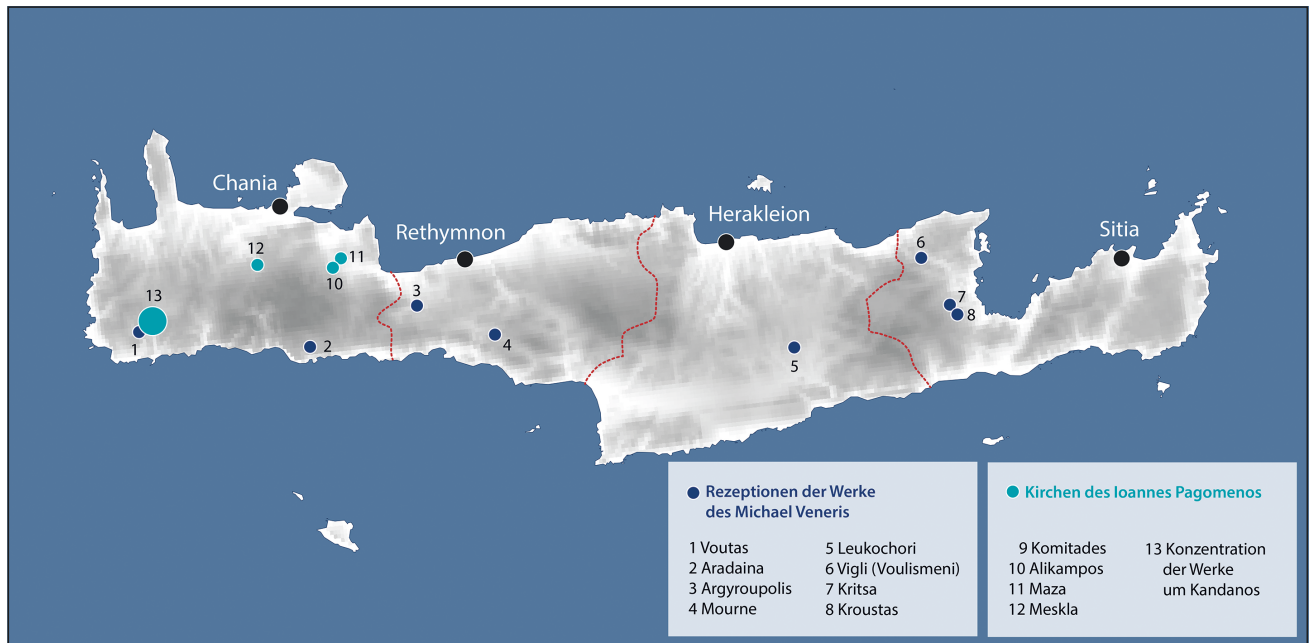 Chania
Rethymnon
Herakleion
Sitia
12
11
10
13
1
2
3
4
5
6
7
8
Rezeptionen der Werke
des Michael Veneris
1 Voutas
2 Aradaina
3 Argyroupolis
4 Mourne
5 Leukochori
6 Vigli (Voulismeni)
7 Kritsa
8 Kroustas
Kirchen des Ioannes Pagomenos
9 Komitades
10 Alikampos
11 Maza
12 Meskla
13 Konzentration
der Werke
um Kandanos